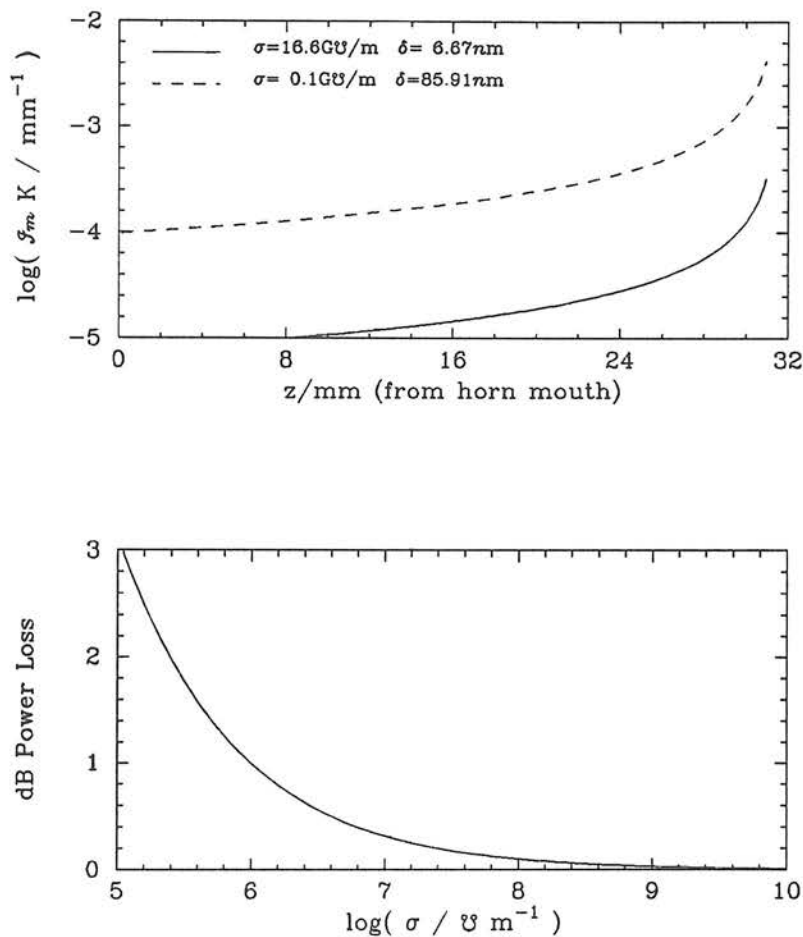 −2
σ=16.6G℧/m δ= 6.67nm
σ= 0.1G℧/m δ=85.91nm
−3
−4
−5
log( 𝓘ₘ K / mm⁻¹ )
0 8 16 24 32
z/mm (from horn mouth)
3
2
1
0
dB Power Loss
5 6 7 8 9 10
log( σ / ℧ m⁻¹ )